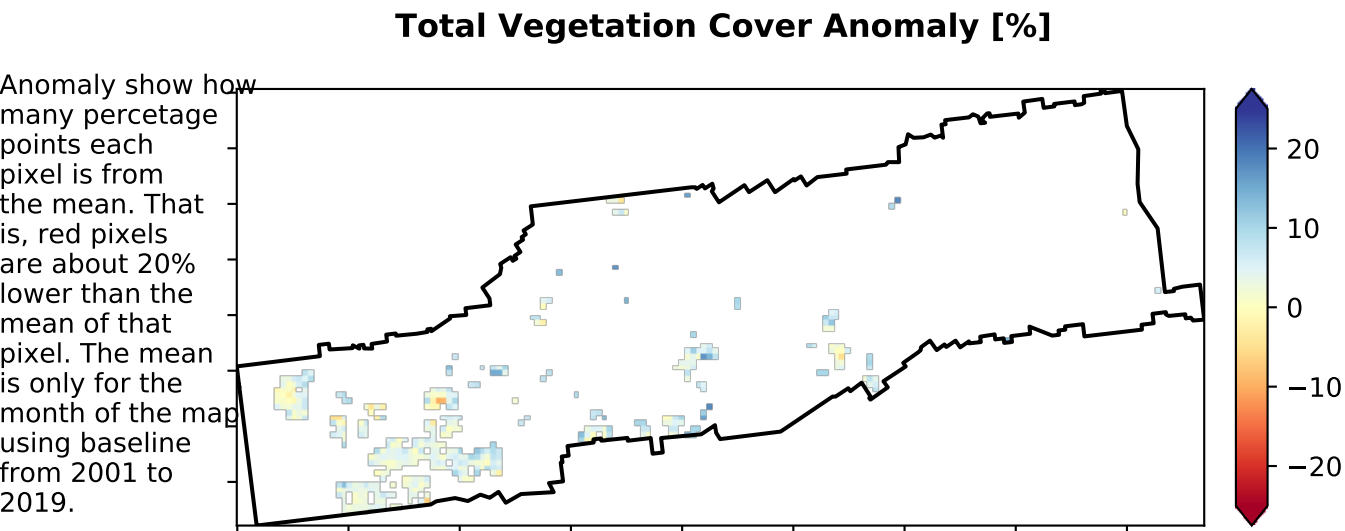 Total Vegetation Cover Anomaly [%]
Anomaly show how
many percetage
points each
pixel is from
the mean. That
is, red pixels
are about 20%
lower than the
mean of that
pixel. The mean
is only for the
month of the map
using baseline
from 2001 to
2019.
20
10
0
−10
−20